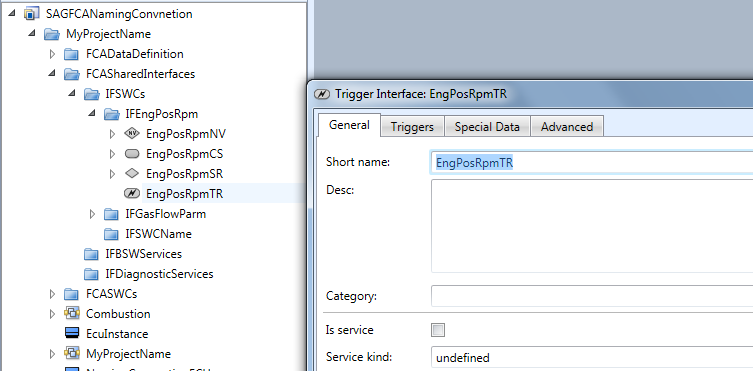 SAGFCANamingConvnetion
MyProjectName
FCADataDefinition
FCASharedInterfaces
IFSWCs
IFEngPosRpm
NV EngPosRpmNV
EngPosRpmCS
EngPosRpmSR
EngPosRpmTR
IFGasFlowParm
IFSWCName
IFBSWServices
IFDiagnosticServices
FCASWCs
Combustion
EcuInstance
MyProjectName
Trigger Interface: EngPosRpmTR
General Triggers Special Data Advanced
Short name: EngPosRpmTR
Desc:
Category:
Is service
Service kind: undefined